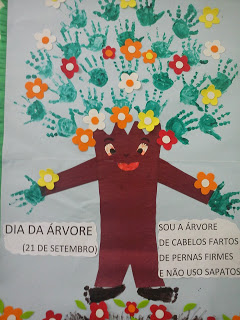 DIA DA ÁRVORE
(21 DE SETEMBRO)
SOU A ÁRVORE
DE CABELOS FARTOS
DE PERNAS FIRMES
E NÃO USO SAPATOS